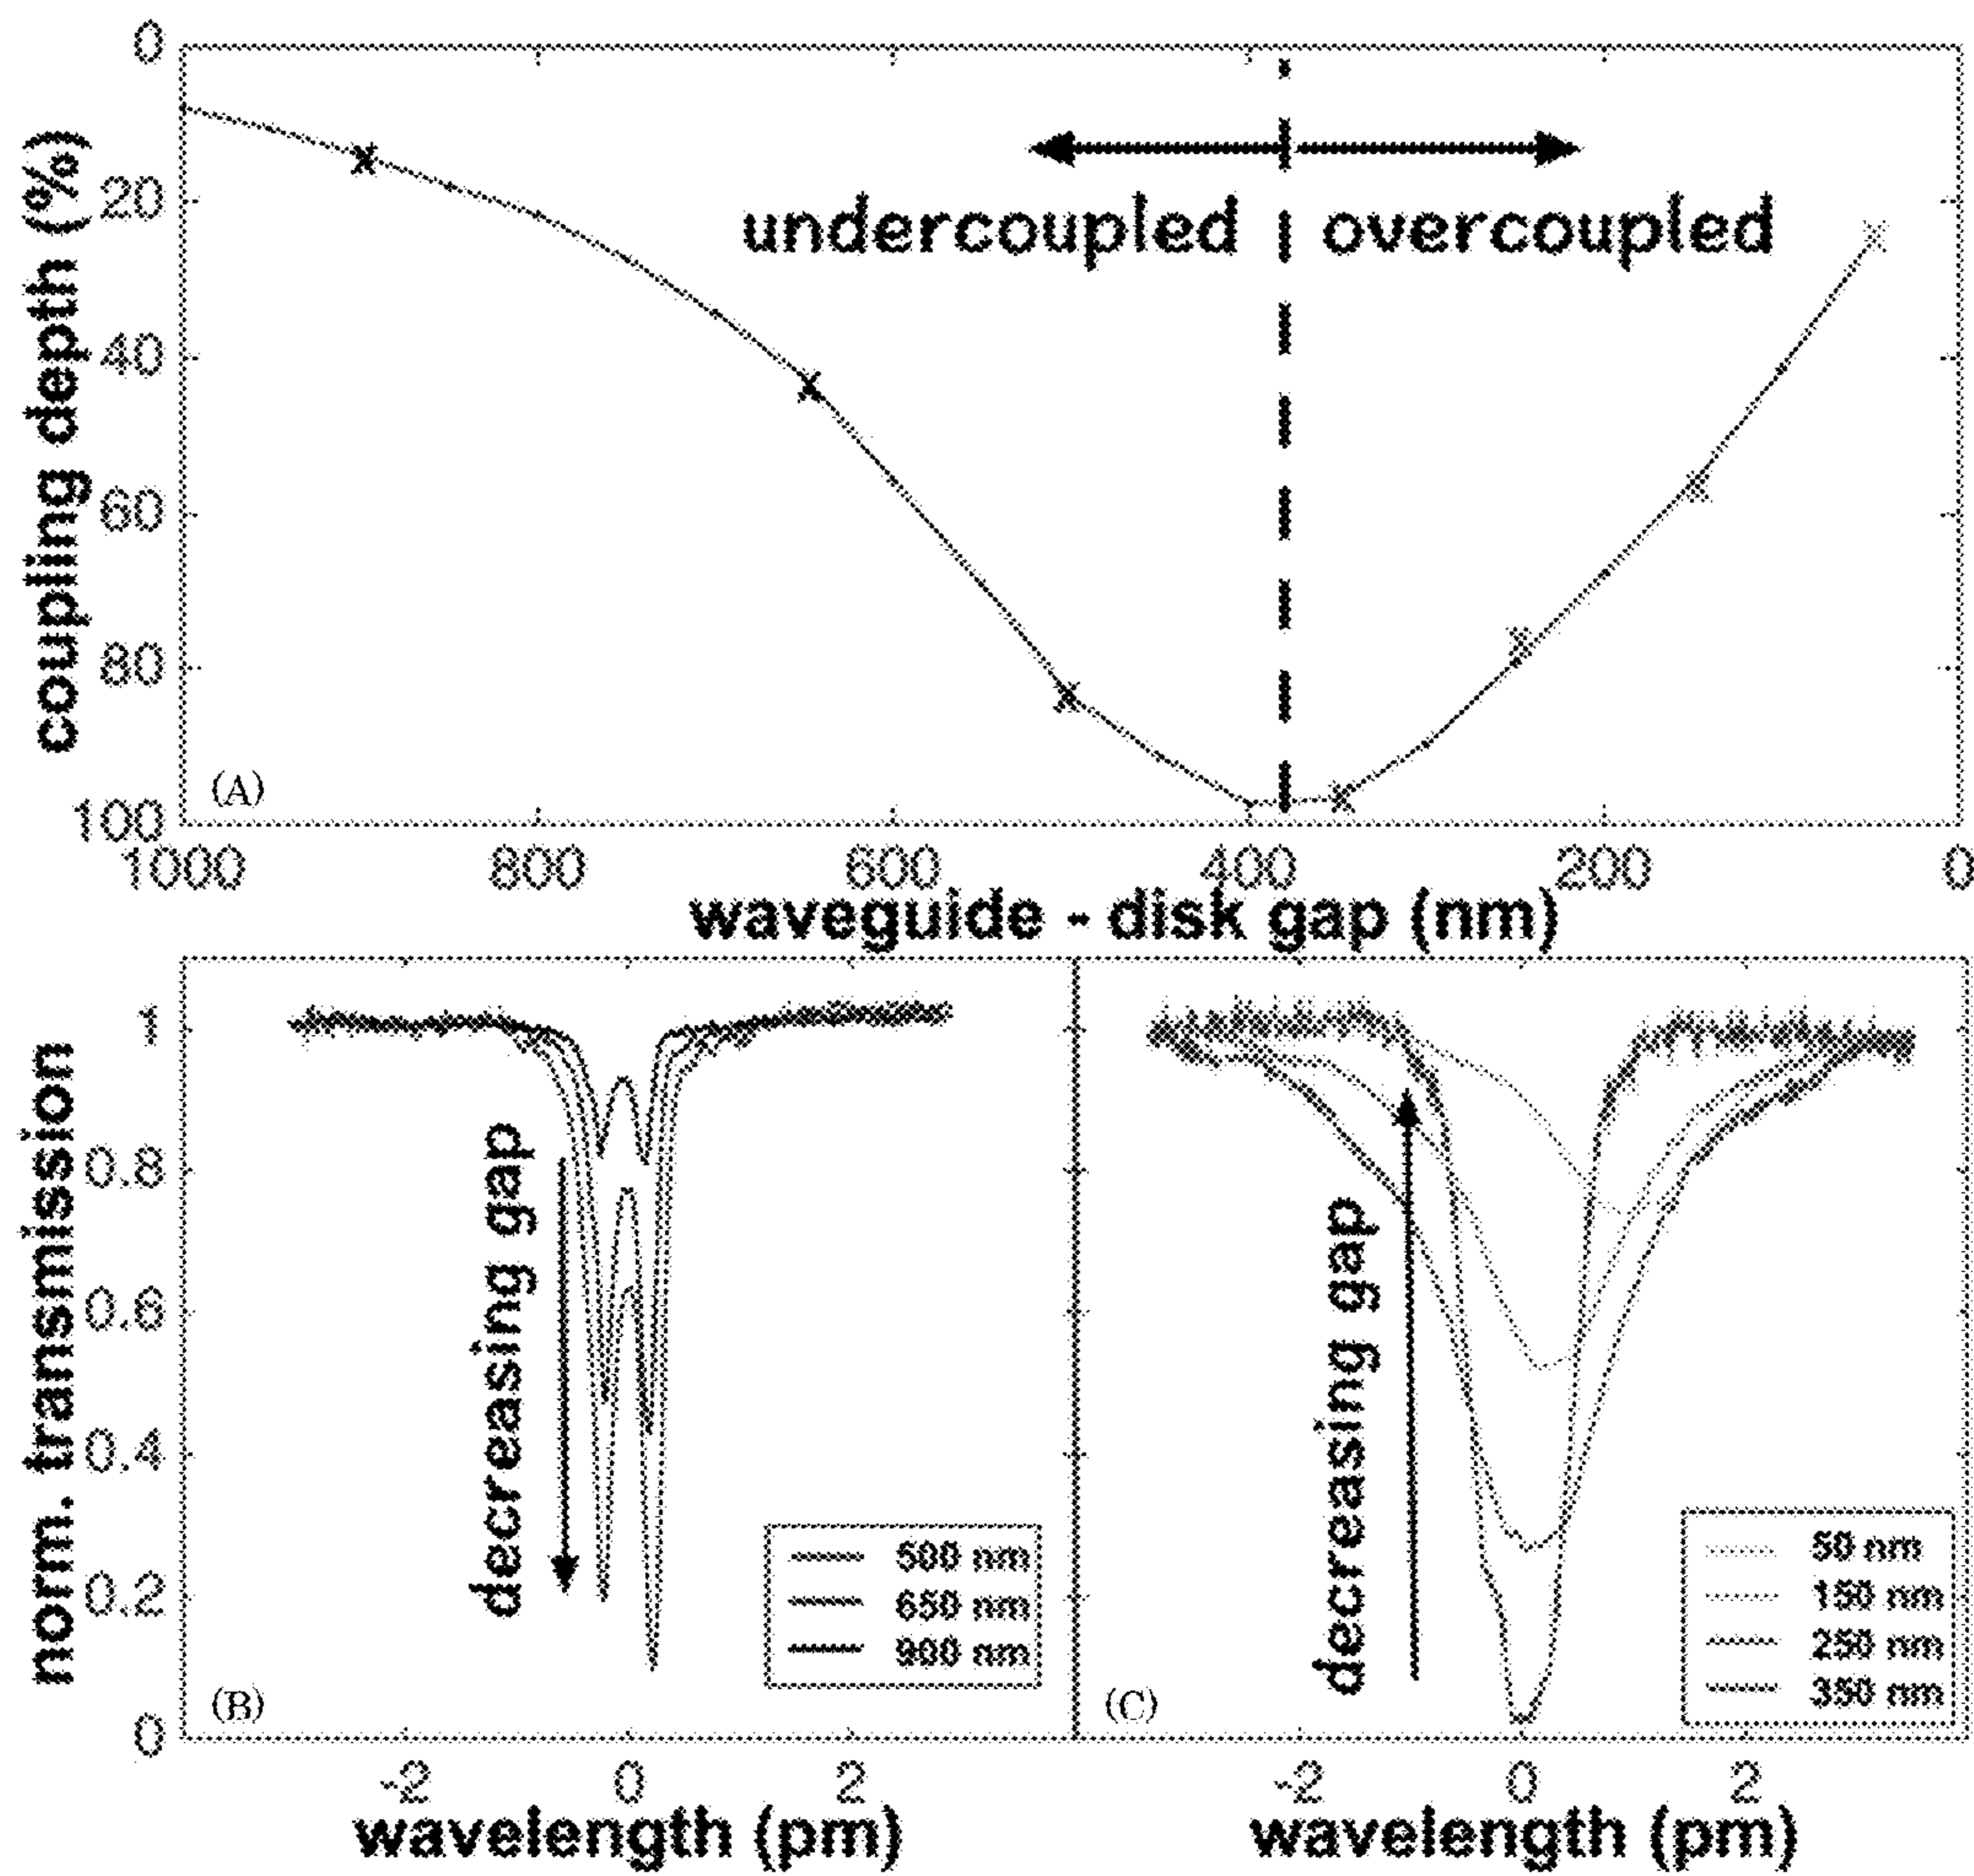 0
20
40
60
80
100
coupling depth (%)
undercoupled
overcoupled
(A)
1000
800
600
400
200
0
waveguide - disk gap (nm)
norm. transmission
1
0.8
0.6
0.4
0.2
0
decreasing gap
500 nm
650 nm
900 nm
(B)
-2
0
2
wavelength (pm)
decreasing gap
50 nm
150 nm
250 nm
350 nm
(C)
-2
0
2
wavelength (pm)